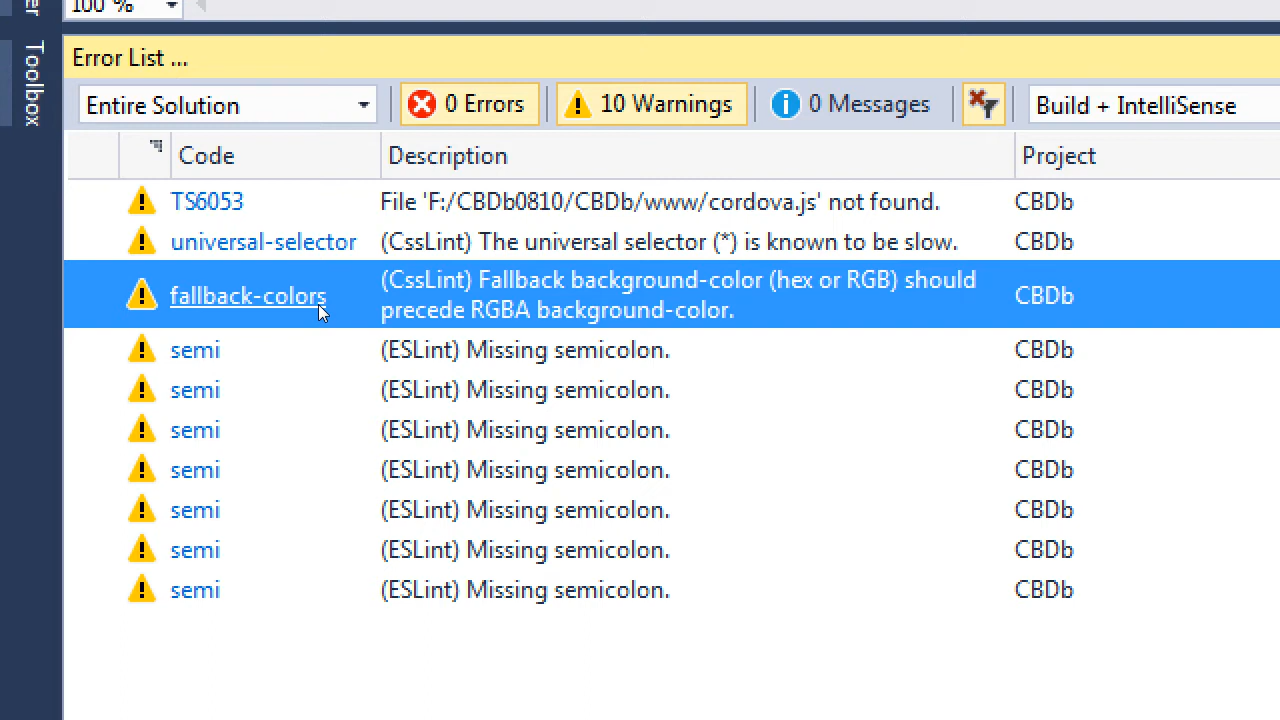 er
100 %
Toolbox
Error List ...
Entire Solution
0 Errors
10 Warnings
0 Messages
Build + IntelliSense
Code Description Project
TS6053 File 'F:/CBDb0810/CBDb/www/cordova.js' not found. CBDb
universal-selector (CssLint) The universal selector (*) is known to be slow. CBDb
fallback-colors (CssLint) Fallback background-color (hex or RGB) should
precede RGBA background-color. CBDb
semi (ESLint) Missing semicolon. CBDb
semi (ESLint) Missing semicolon. CBDb
semi (ESLint) Missing semicolon. CBDb
semi (ESLint) Missing semicolon. CBDb
semi (ESLint) Missing semicolon. CBDb
semi (ESLint) Missing semicolon. CBDb
semi (ESLint) Missing semicolon. CBDb